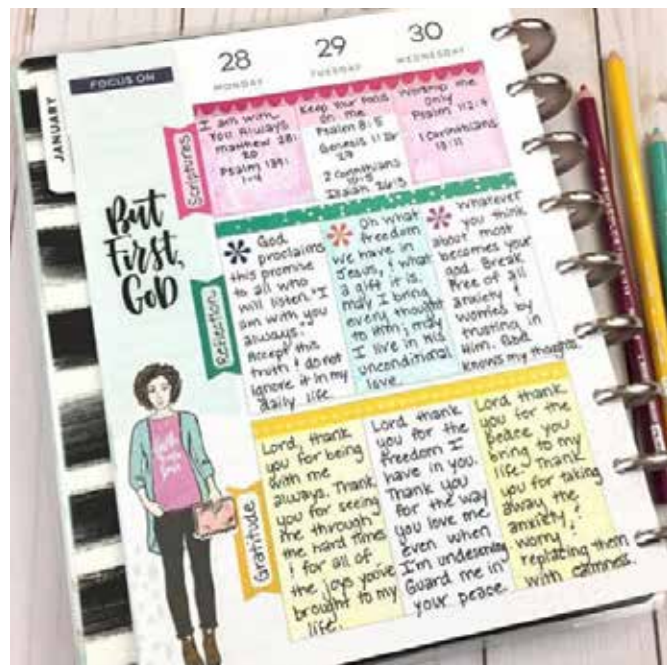 JANUARY
FOCUS ON
28
MONDAY
29
TUESDAY
30
WEDNESDAY
But
First,
GOD
Scriptures
I am with
You Always
Matthew 28:
20
Psalm 139:
1-4
Keep your focus
on me
Psalm 8:5
Genesis 1:26
27
2 Corinthians
10:5
Isaiah 26:3
Worship me
Only
Psalm 112:4
1 Corinthians
13:11
Reflection
God
proclaims
this promise
to all who
will listen. "I
am with you
always."
Accept this
truth & do not
ignore it in my
daily life
Oh what
freedom
we have in
Jesus, & what
a gift it is.
may I bring
every thought
to Him; may
I live in his
unconditional
love.
Whatever
you think
about most
becomes your
god. Break
free of all
anxiety &
worries by
trusting in
Him. God
knows my thoughts.
Gratitude
Lord, thank
you for being
with me
always. Thank
you for seeing
me through
the hard times
& for all of
the joys you've
brought to my
life.
Lord thank
you for the
freedom I
have in you.
Thank you
for the way
you love me
even when
I'm undeserving
Guard me in
your peace.
Lord, thank
you for the
peace you
bring to my
life. Thank
you for taking
away the
anxiety, &
worry
replacing them
with calmness.